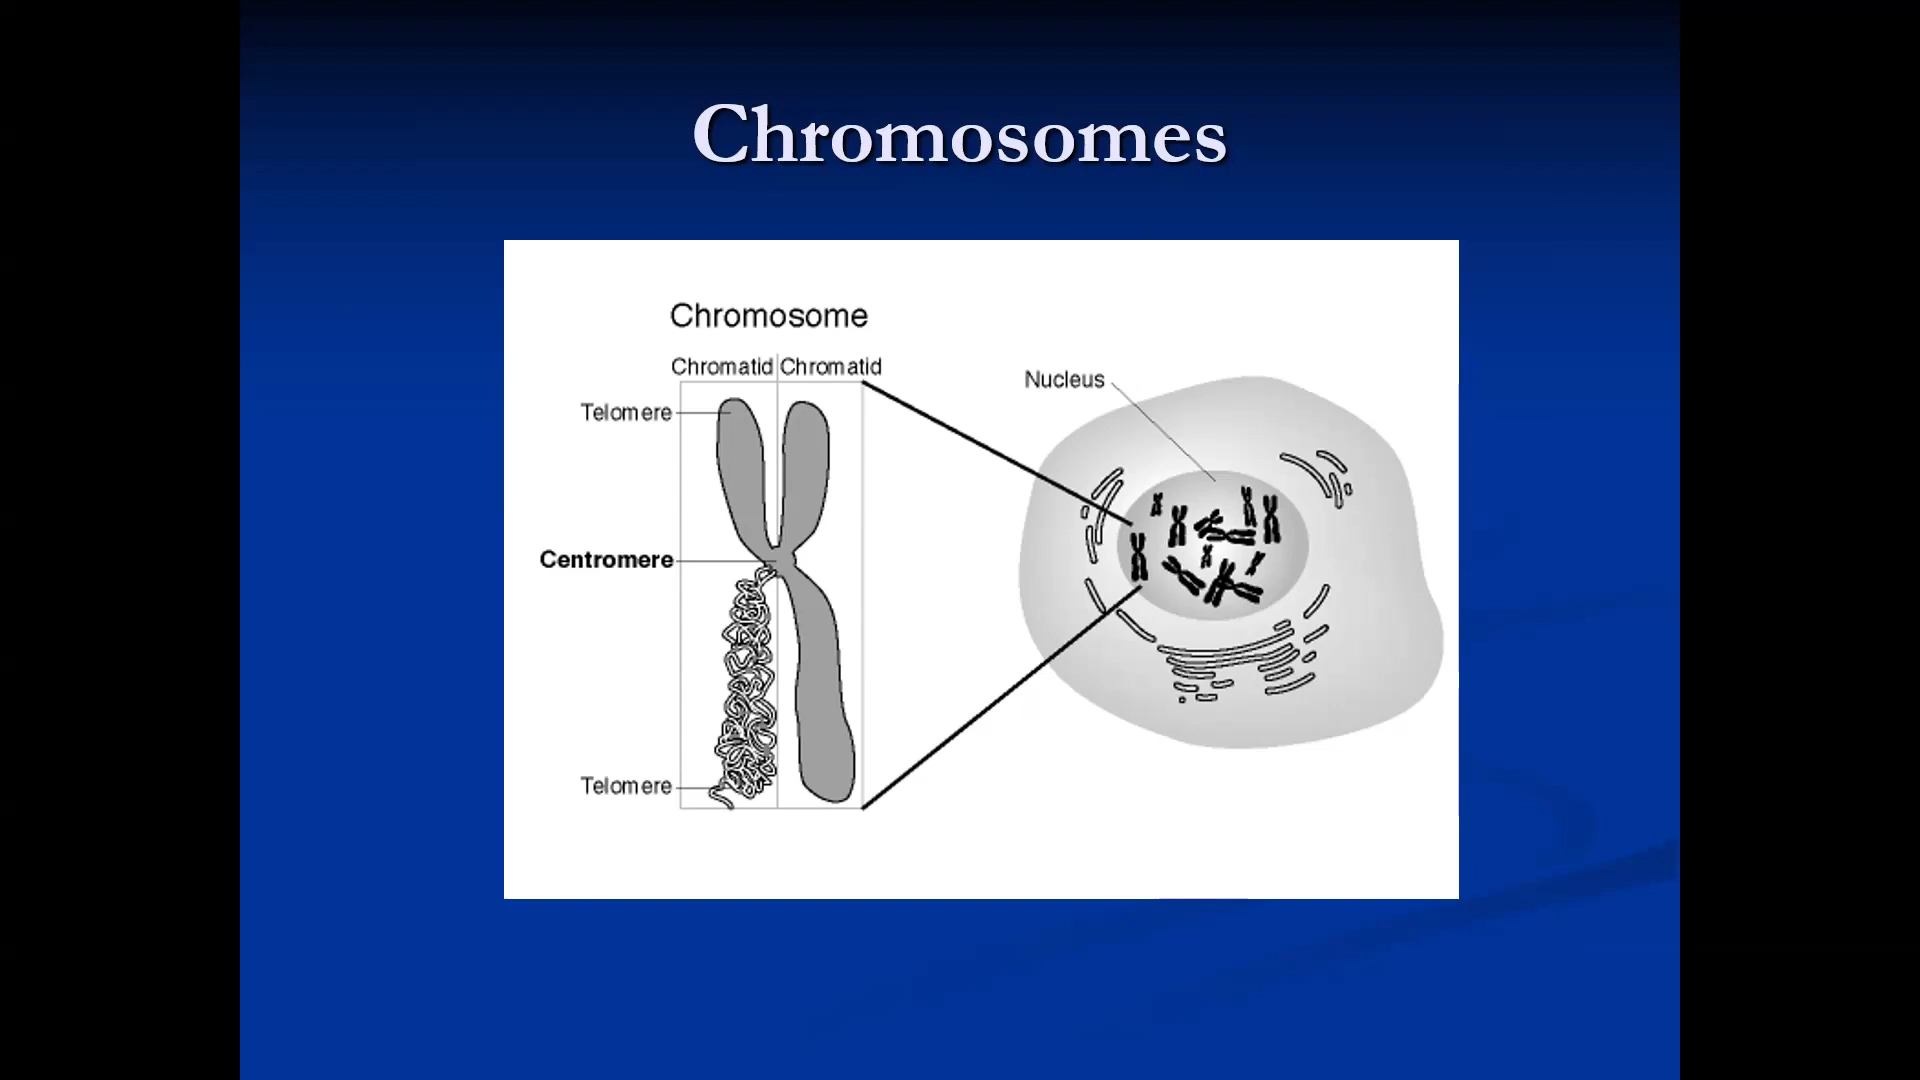 Chromosomes
Chromosome
Chromatid Chromatid
Telomere
Nucleus
Centromere
Telomere